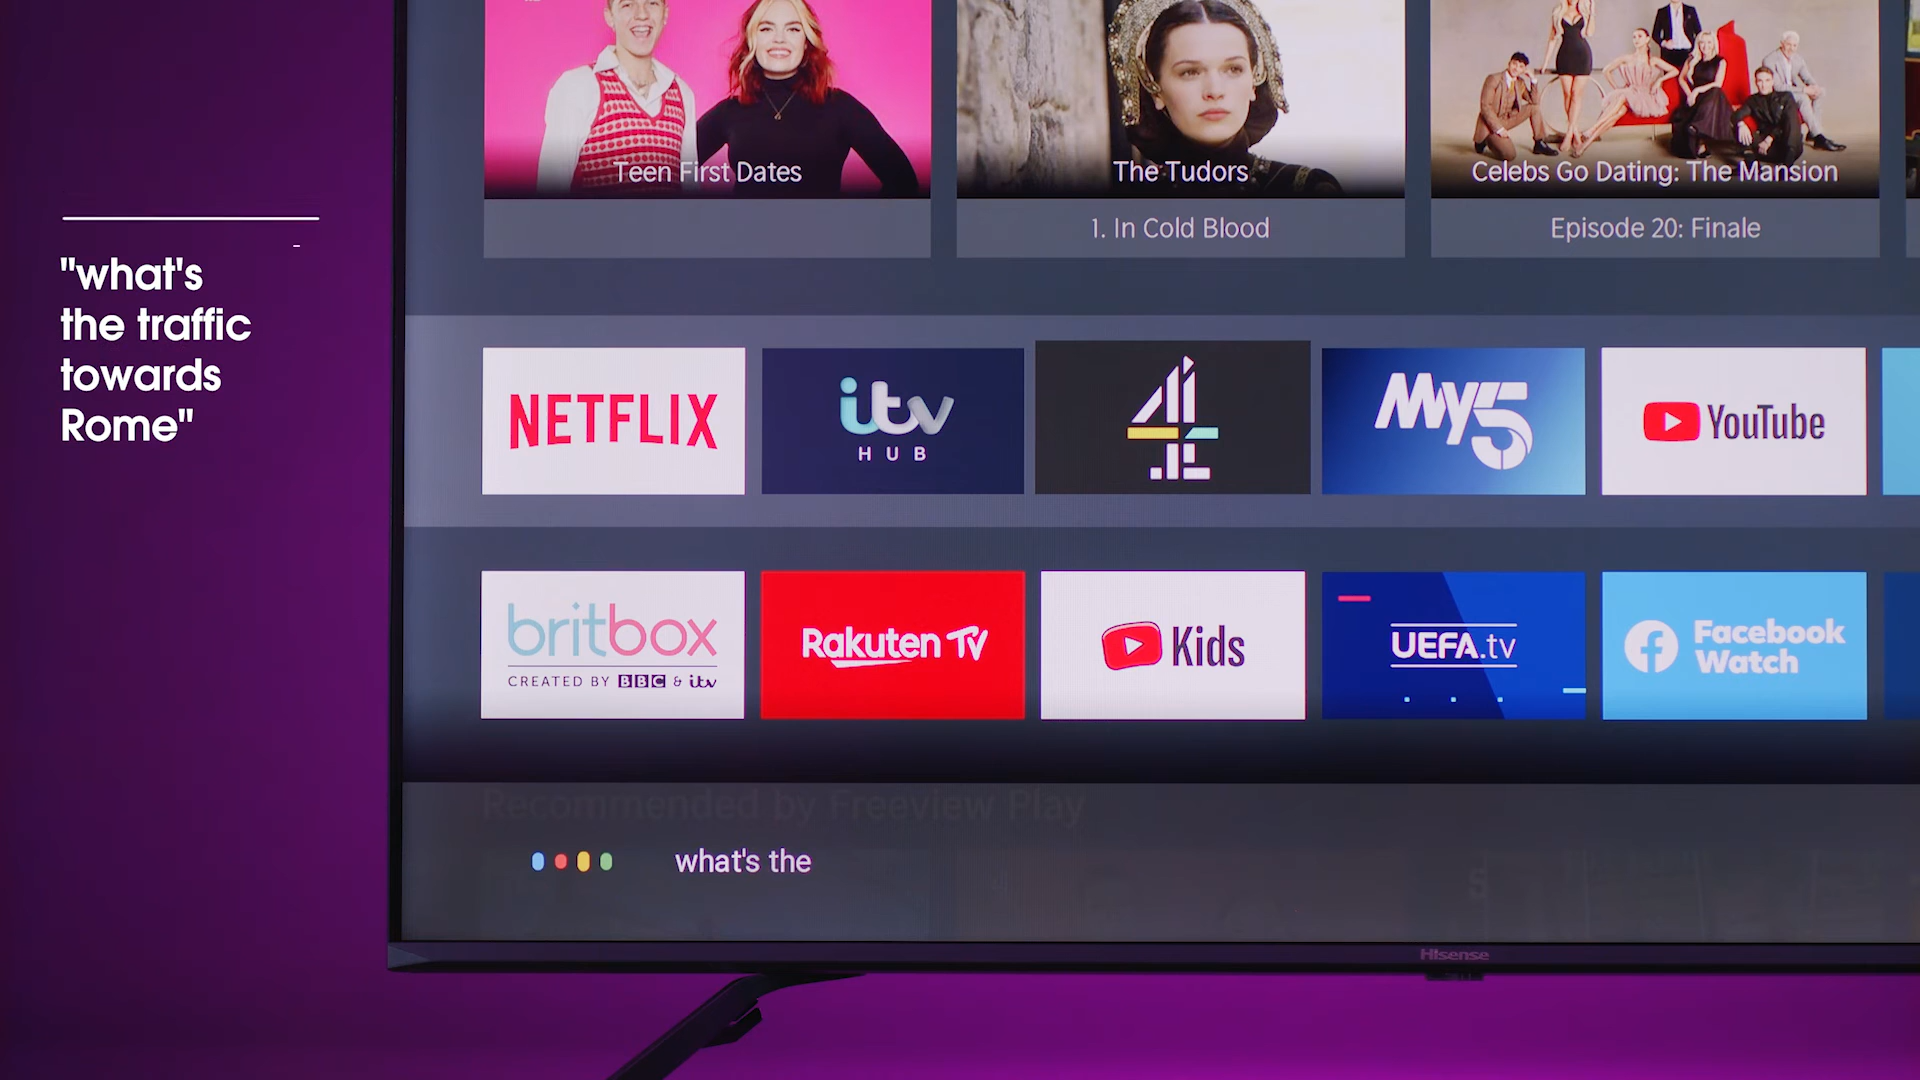 Teen First Dates
The Tudors
Celebs Go Dating: The Mansion
1. In Cold Blood
Episode 20: Finale
"what's
the traffic
towards
Rome"
NETFLIX
itv
HUB
4
My5
YouTube
britbox
CREATED BY BBC & itv
Rakuten TV
Kids
UEFA.tv
Facebook
Watch
Recommended by Freeview Play
what's the
Hisense